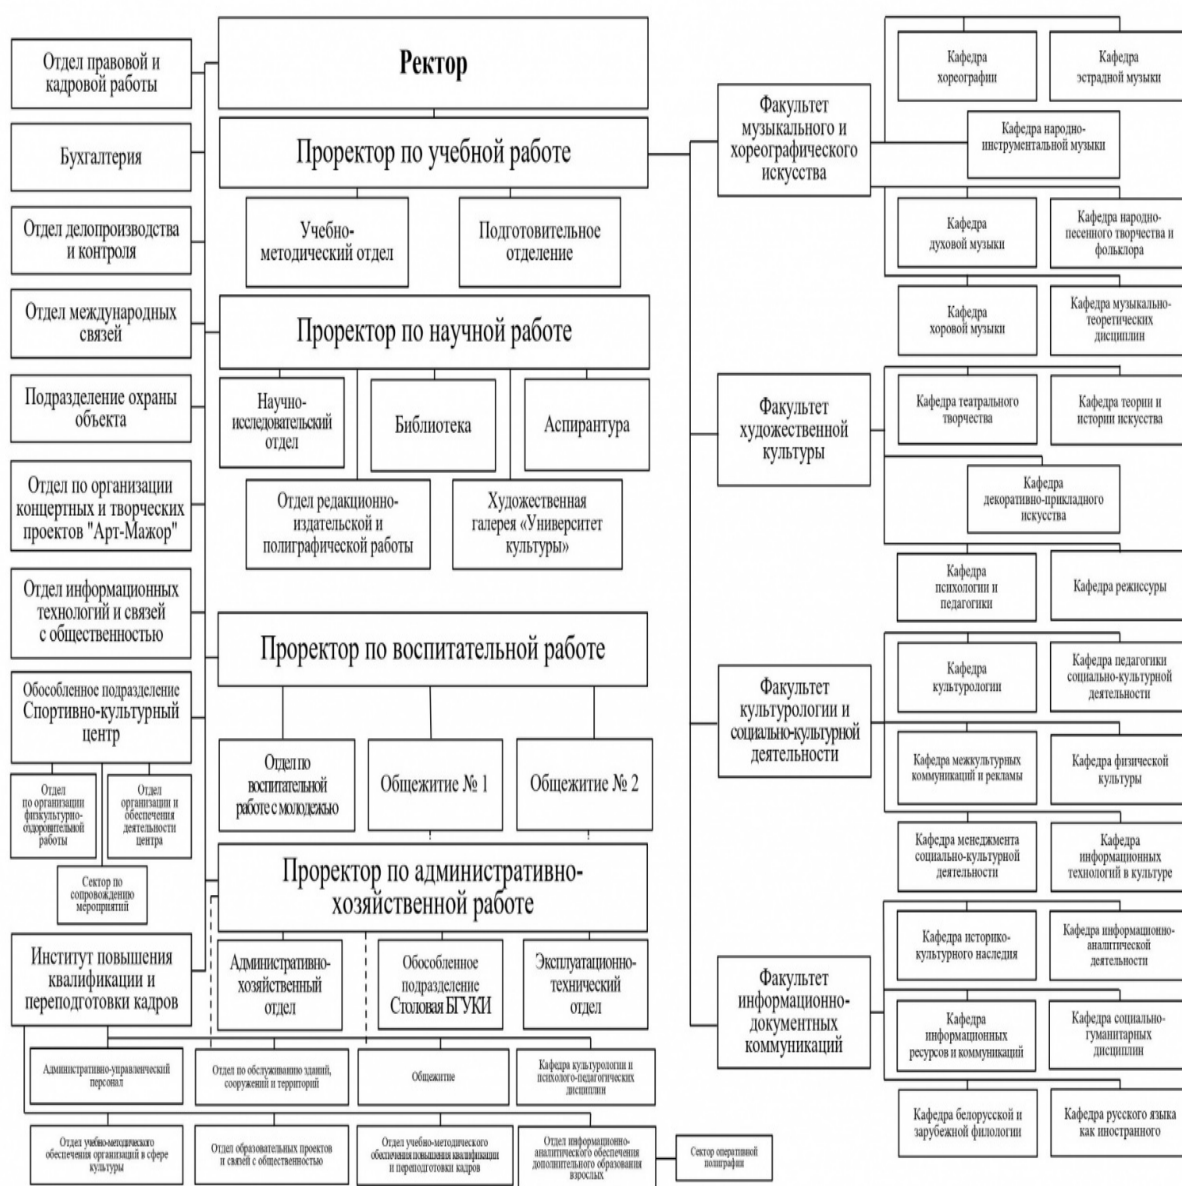 Отдел правовой и
кадровой работы
Бухгалтерия
Отдел делопроизводства
и контроля
Отдел международных
связей
Подразделение охраны
объекта
Отдел по организации
концертных и творческих
проектов "Арт-Мажор"
Отдел информационных
технологий и связей
с общественностью
Обособленное подразделение
Спортивно-культурный
центр
Отдел
по организации
физкультурно-
оздоровительной
работы
Отдел
организации и
обеспечения
деятельности
центра
Сектор по
сопровождению
мероприятий
Институт повышения
квалификации и
переподготовки кадров
Ректор
Проректор по учебной работе
Учебно-
методический отдел
Подготовительное
отделение
Проректор по научной работе
Научно-
исследовательский
отдел
Библиотека
Аспирантура
Отдел редакционно-
издательской и
полиграфической работы
Художественная
галерея «Университет
культуры»
Проректор по воспитательной работе
Отдел по
воспитательной
работе с молодежью
Общежитие № 1
Общежитие № 2
Проректор по административно-
хозяйственной работе
Административно-
хозяйственный
отдел
Обособленное
подразделение
Столовая БГУКИ
Эксплуатационно-
технический
отдел
Административно-управленческий
персонал
Отдел по обслуживанию зданий,
сооружений и территорий
Общежитие
Кафедра культурологии и
психолого-педагогических
дисциплин
Отдел учебно-методического
обеспечения организаций в сфере
культуры
Отдел образовательных проектов
и связей с общественностью
Отдел учебно-методического
обеспечения повышения квалификации
и переподготовки кадров
Отдел информационно-
аналитического обеспечения
дополнительного образования
взрослых
Сектор оперативной
полиграфии
Факультет
музыкального и
хореографического
искусства
Кафедра
хореографии
Кафедра
эстрадной музыки
Кафедра народно-
инструментальной музыки
Кафедра
духовой музыки
Кафедра народно-
песенного творчества и
фольклора
Кафедра
хоровой музыки
Кафедра музыкально-
теоретических
дисциплин
Факультет
художественной
культуры
Кафедра театрального
творчества
Кафедра теории и
истории искусства
Кафедра
декоративно-прикладного
искусства
Кафедра
психологии и
педагогики
Кафедра режиссуры
Факультет
культурологии и
социально-культурной
деятельности
Кафедра
культурологии
Кафедра педагогики
социально-культурной
деятельности
Кафедра межкультурных
коммуникаций и рекламы
Кафедра физической
культуры
Кафедра менеджмента
социально-культурной
деятельности
Кафедра
информационных
технологий в культуре
Факультет
информационно-
документных
коммуникаций
Кафедра историко-
культурного наследия
Кафедра информационно-
аналитической
деятельности
Кафедра
информационных
ресурсов и коммуникаций
Кафедра социально-
гуманитарных
дисциплин
Кафедра белорусской и
зарубежной филологии
Кафедра русского языка
как иностранного